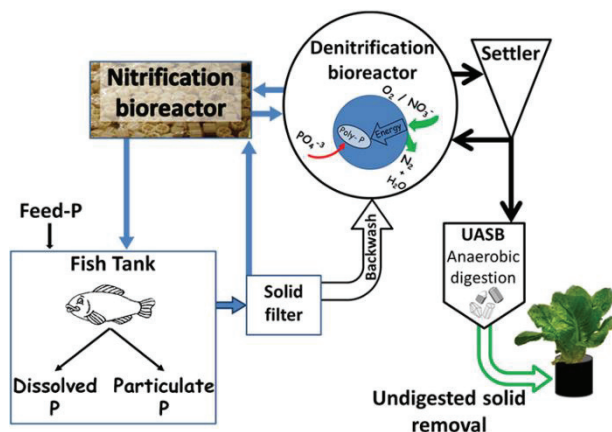 Nitrification
bioreactor
Denitrification
bioreactor
O₂ / NO₃⁻
Energy
Poly-P
PO₄⁻³
N₂
+
H₂O
Settler
Feed-P
Fish Tank
Dissolved
P
Particulate
P
Solid
filter
Backwash
UASB
Anaerobic
digestion
Undigested solid
removal